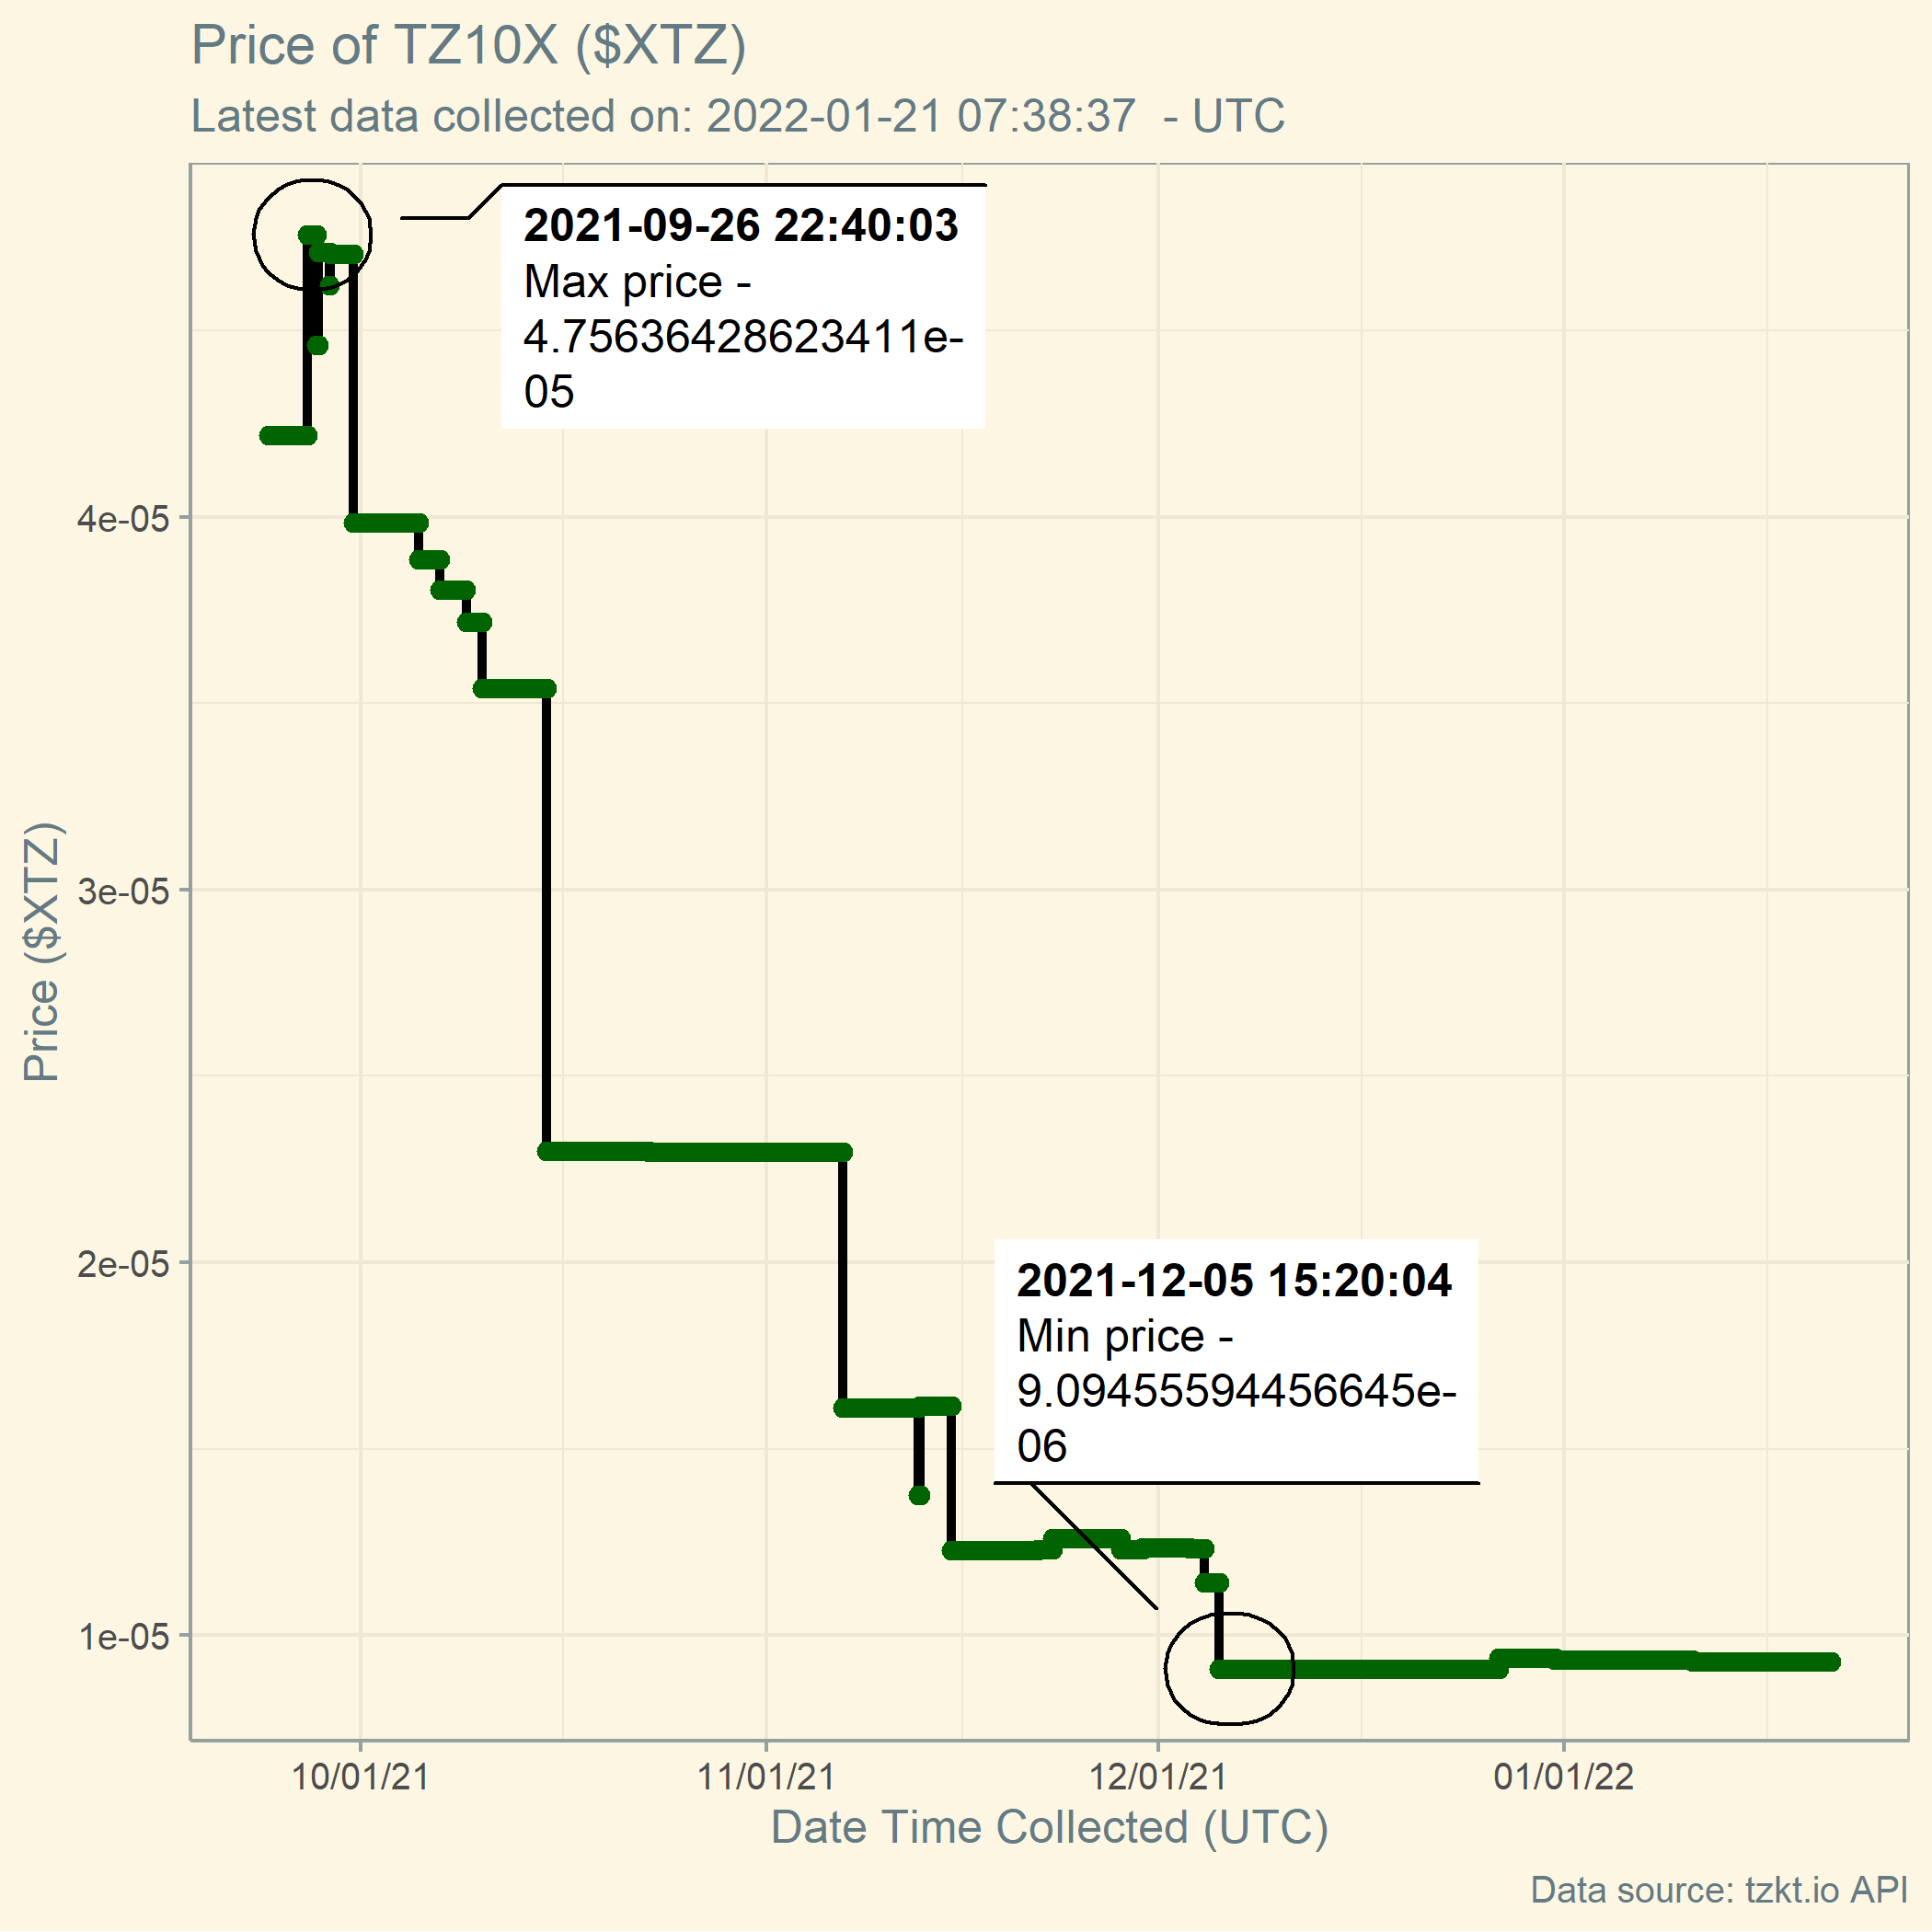 Price of TZ10X ($XTZ)
Latest data collected on: 2022-01-21 07:38:37  - UTC
2021-09-26 22:40:03
Max price -
4.75636428623411e-
05
4e-05
3e-05
2e-05
1e-05
Price ($XTZ)
2021-12-05 15:20:04
Min price -
9.09455594456645e-
06
10/01/21
11/01/21
12/01/21
01/01/22
Date Time Collected (UTC)
Data source: tzkt.io API